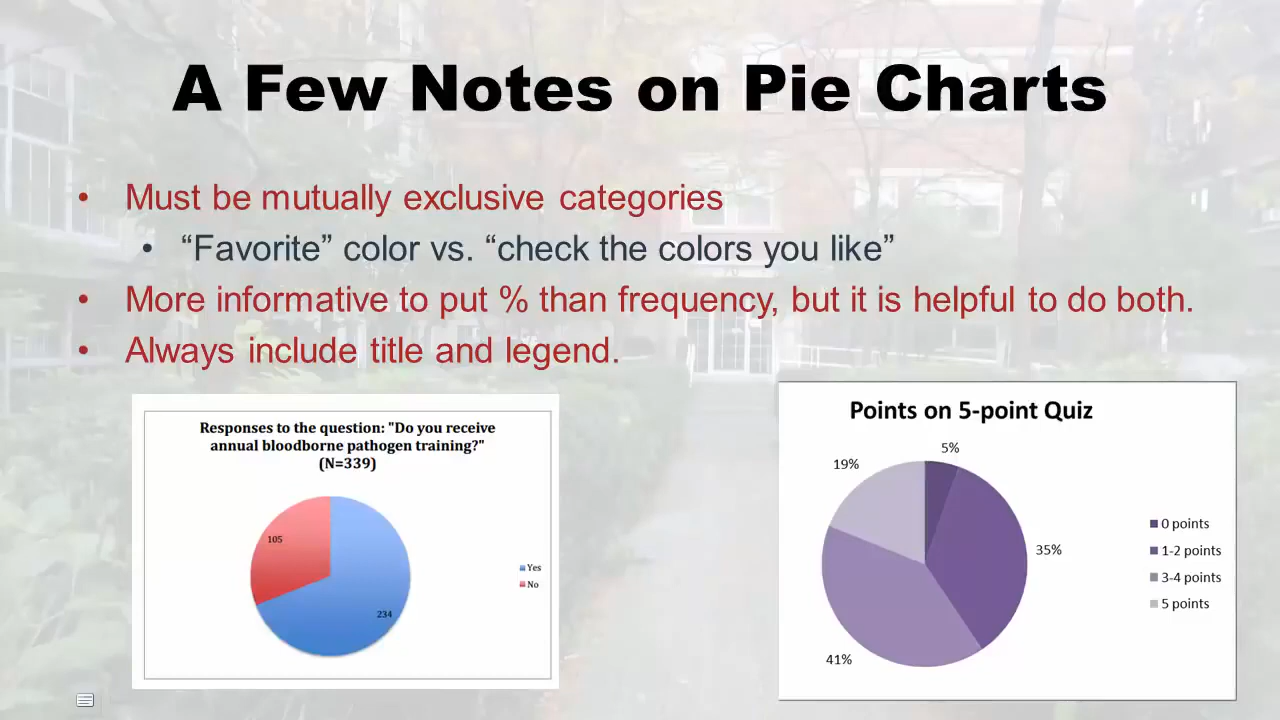 A Few Notes on Pie Charts
• Must be mutually exclusive categories
• “Favorite” color vs. “check the colors you like”
• More informative to put % than frequency, but it is helpful to do both.
• Always include title and legend.
Responses to the question: "Do you receive
annual bloodborne pathogen training?"
(N=339)
105
234
Yes
No
Points on 5-point Quiz
5%
19%
35%
41%
0 points
1-2 points
3-4 points
5 points